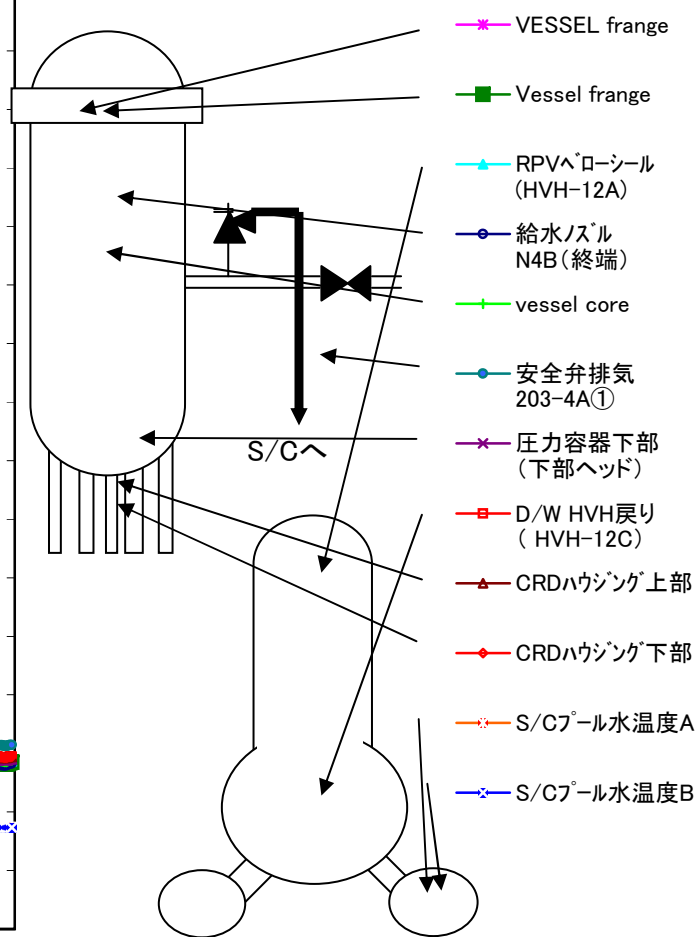 VESSEL frange
Vessel frange
RPVベローシール
(HVH-12A)
給水ノズル
N4B(終端)
vessel core
安全弁排気
203-4A①
圧力容器下部
(下部ヘッド)
D/W HVH戻り
( HVH-12C)
CRDハウジング上部
CRDハウジング下部
S/Cプール水温度A
S/Cプール水温度B
S/Cへ